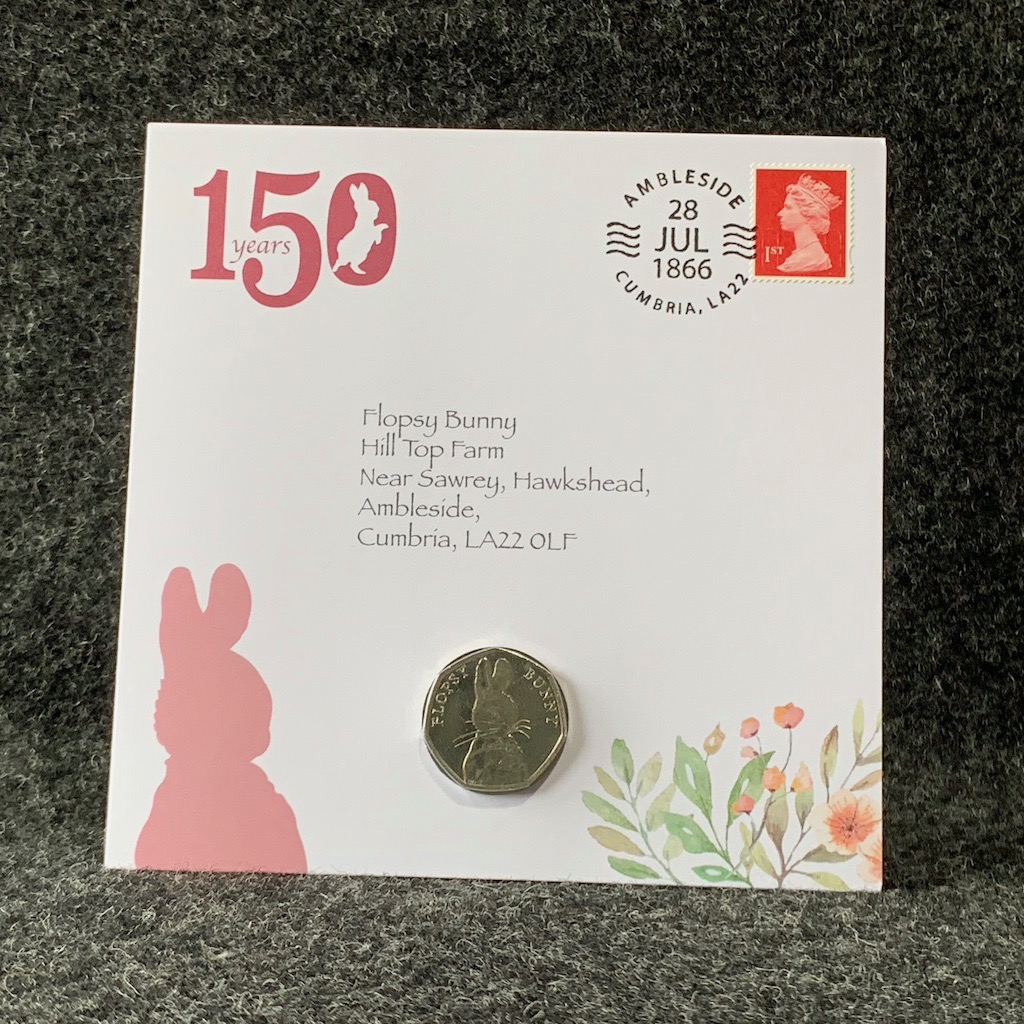 150
years
AMBLESIDE
28
JUL
1866
CUMBRIA, LA22
1ST
Flopsy Bunny
Hill Top Farm
Near Sawrey, Hawkshead,
Ambleside,
Cumbria, LA22 0LF
FLOPSY BUNNY